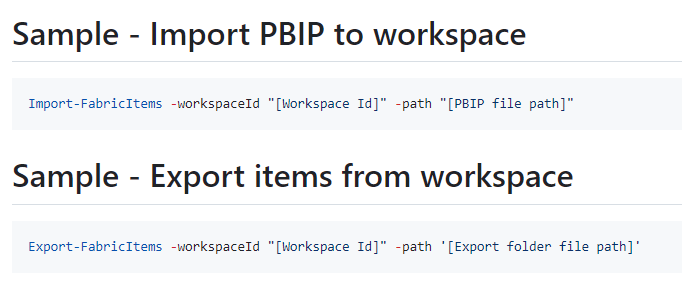 Sample - Import PBIP to workspace
Import-FabricItems -workspaceId "[Workspace Id]" -path "[PBIP file path]"
Sample - Export items from workspace
Export-FabricItems -workspaceId "[Workspace Id]" -path '[Export folder file path]'